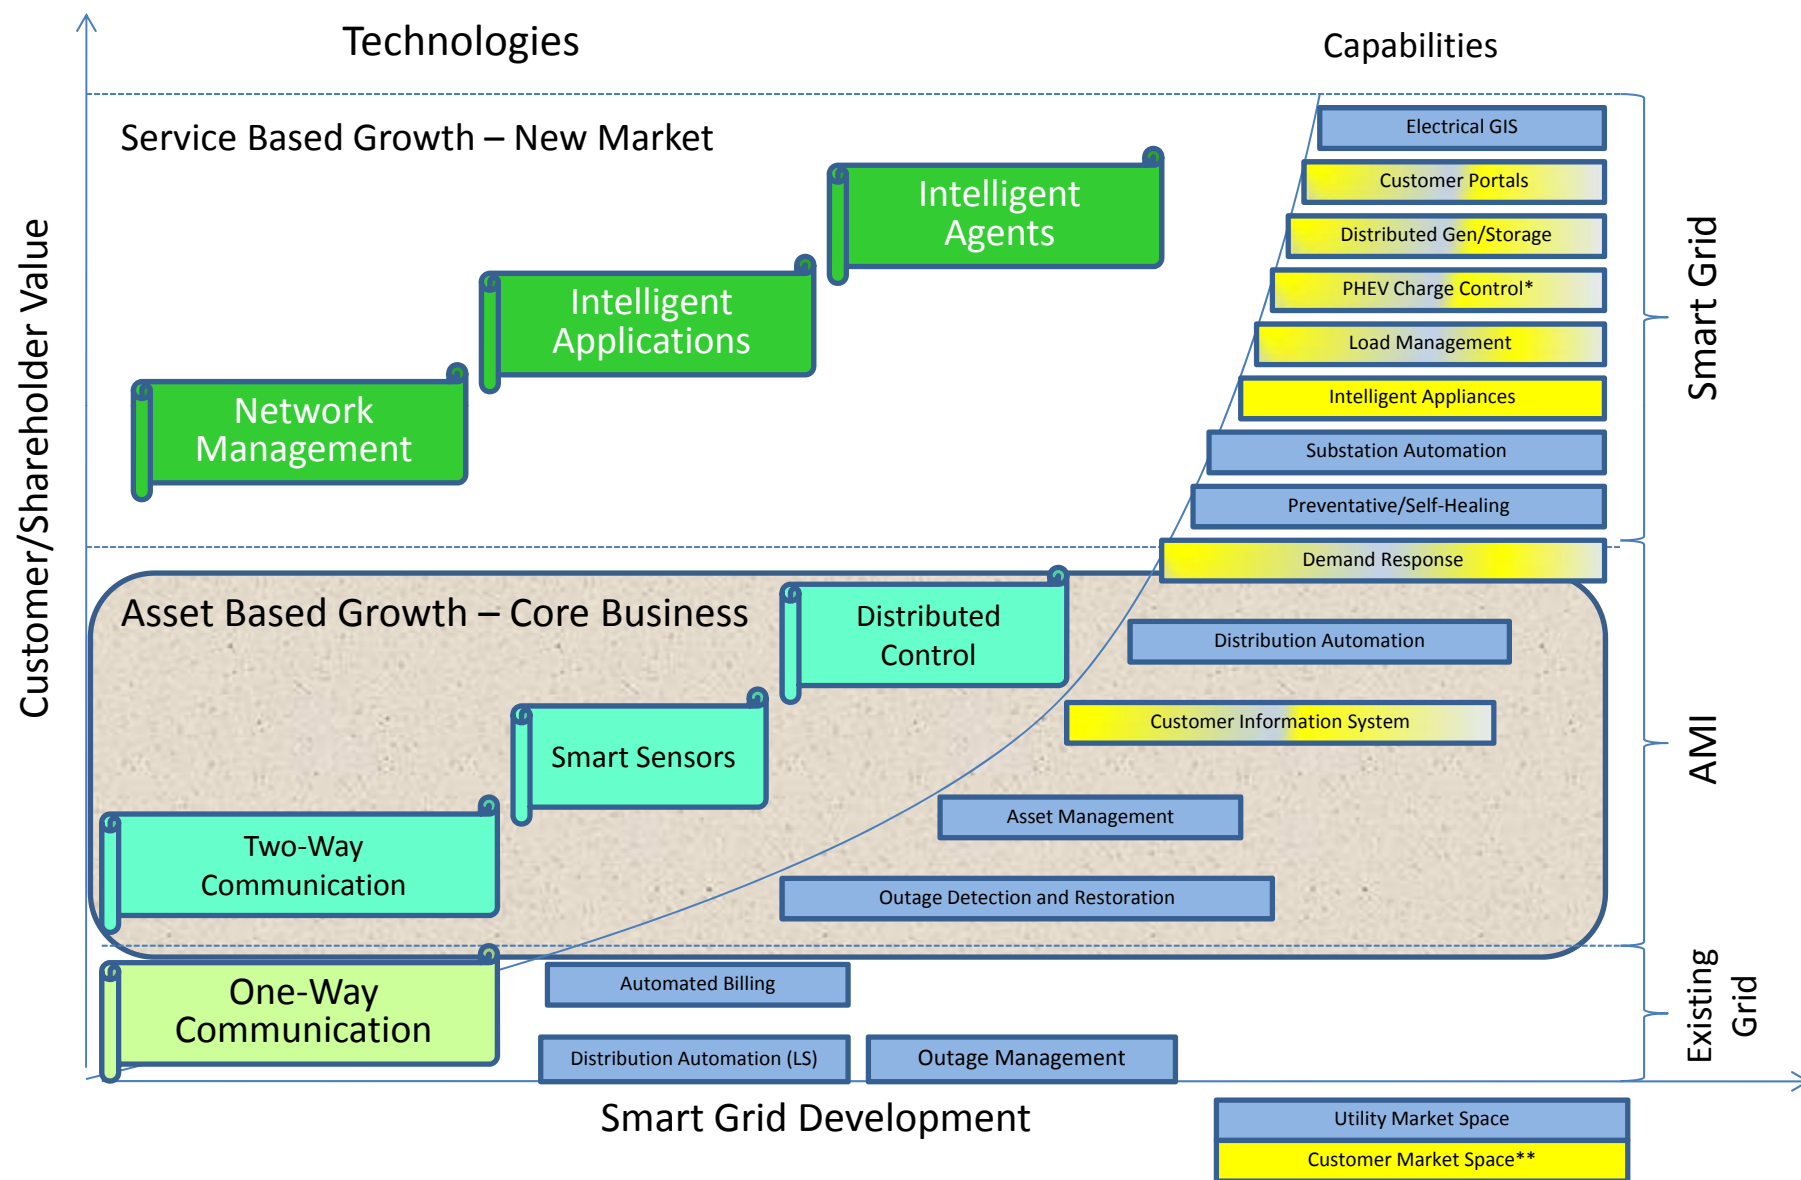 Technologies
Capabilities
Service Based Growth – New Market
Intelligent
Agents
Intelligent
Applications
Network
Management
Electrical GIS
Customer Portals
Distributed Gen/Storage
PHEV Charge Control*
Load Management
Intelligent Appliances
Substation Automation
Preventative/Self-Healing
Demand Response
Smart Grid
Customer/Shareholder Value
Asset Based Growth – Core Business
Distributed
Control
Smart Sensors
Two-Way
Communication
Distribution Automation
Customer Information System
Asset Management
Outage Detection and Restoration
AMI
One-Way
Communication
Automated Billing
Distribution Automation (LS)
Outage Management
Existing
Grid
Smart Grid Development
Utility Market Space
Customer Market Space**